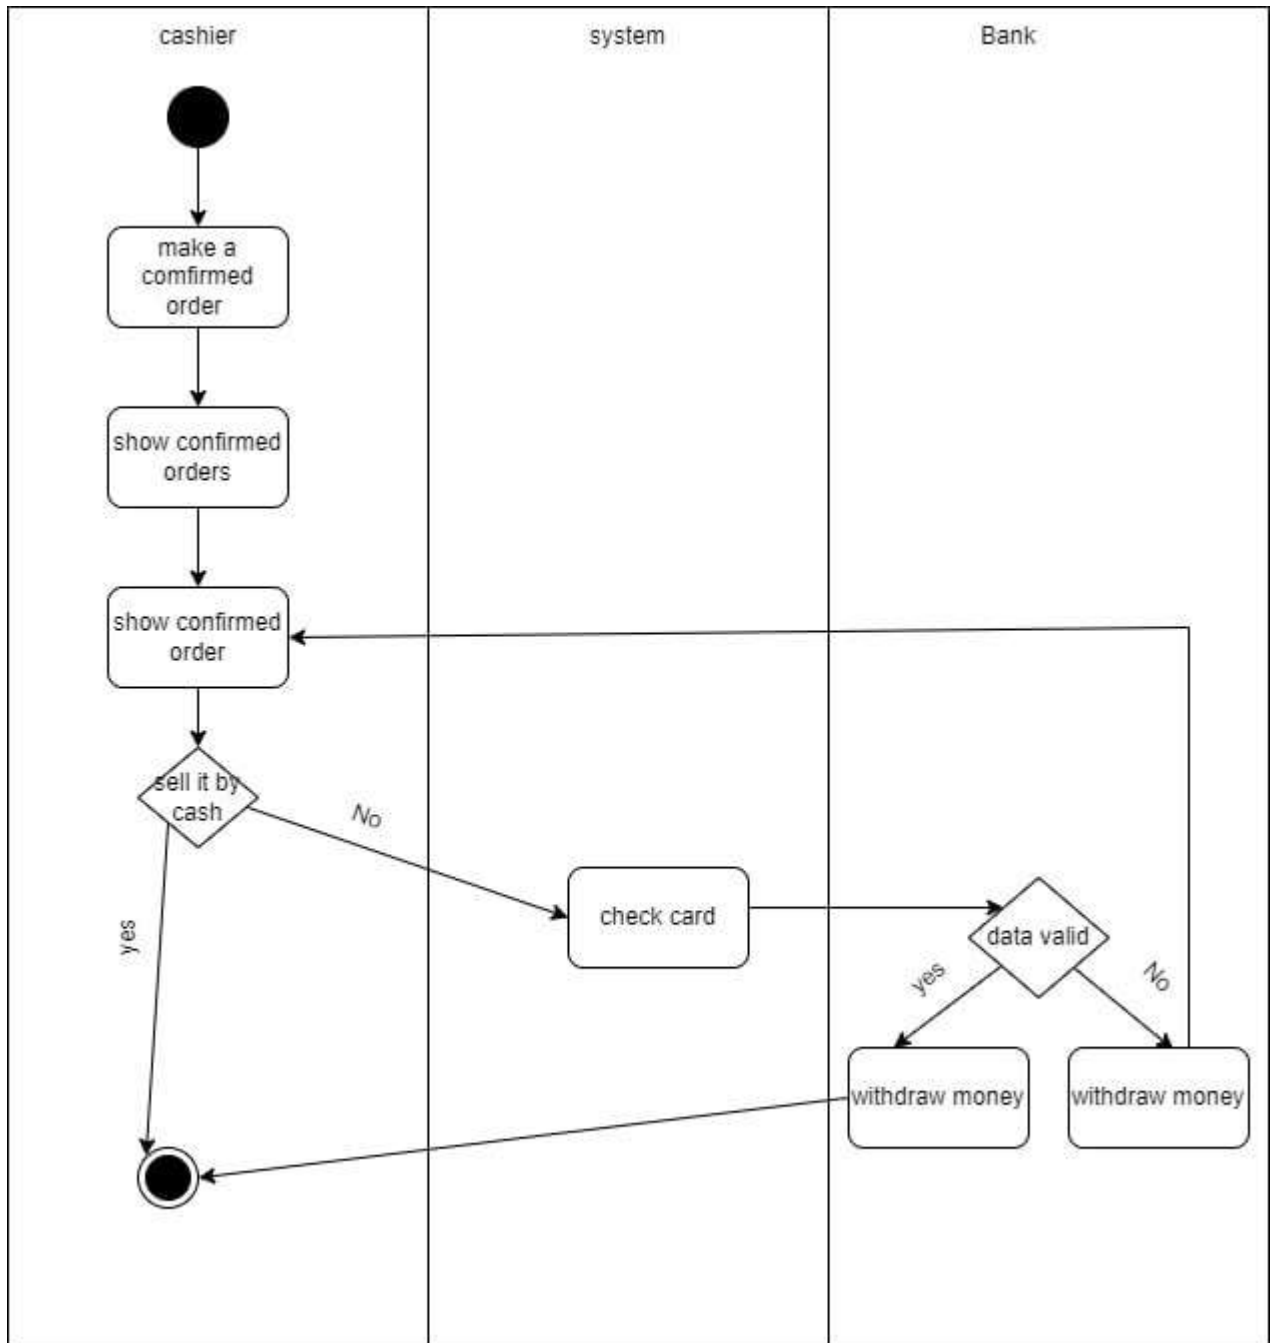 cashier
system
Bank
make a
comfirmed
order
show confirmed
orders
show confirmed
order
sell it by
cash
No
yes
check card
data valid
yes
No
withdraw money
withdraw money